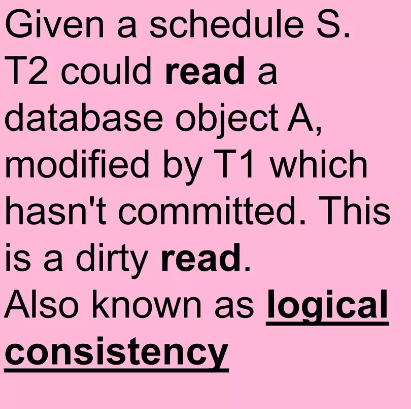 Given a schedule S.
T2 could read a
database object A,
modified by T1 which
hasn't committed. This
is a dirty read.
Also known as logical
consistency